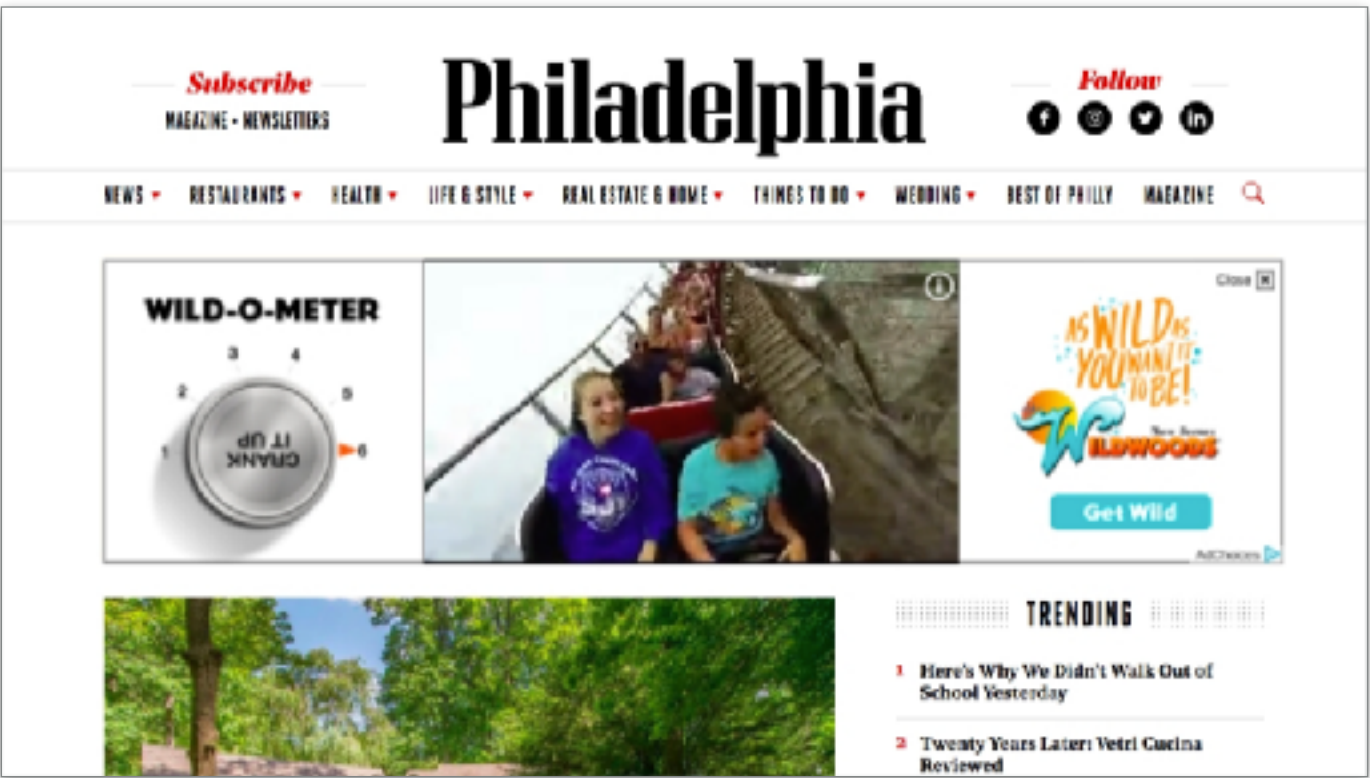 Subscribe
MAGAZINE • NEWSLETTERS
Philadelphia
Follow
NEWS RESTAURANTS HEALTH LIFE & STYLE REAL ESTATE & HOME THINGS TO DO WEDDING BEST OF PHILLY MAGAZINE
Close X
WILD-O-METER
1 2 3 4 5 6
CRANK
IT UP
AS WILD AS
YOU WANT IT
TO BE!
New Jersey
WILDWOODS
Get Wild
AdChoices
TRENDING
1 Here's Why We Didn't Walk Out of
School Yesterday
2 Twenty Years Later: Vetri Cucina
Reviewed